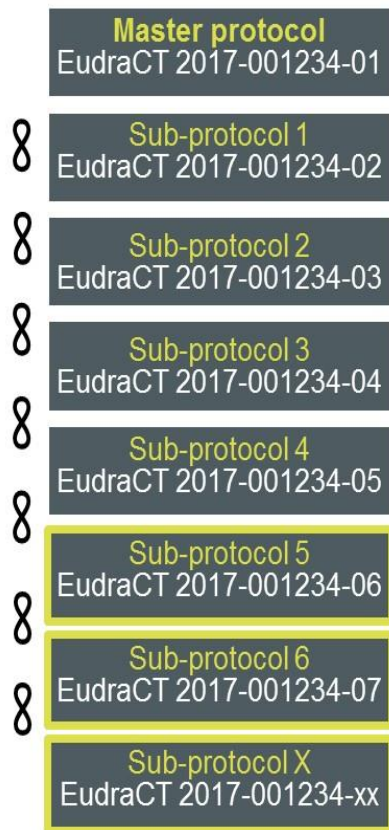 Master protocol
EudraCT 2017-001234-01
Sub-protocol 1
EudraCT 2017-001234-02
Sub-protocol 2
EudraCT 2017-001234-03
Sub-protocol 3
EudraCT 2017-001234-04
Sub-protocol 4
EudraCT 2017-001234-05
Sub-protocol 5
EudraCT 2017-001234-06
Sub-protocol 6
EudraCT 2017-001234-07
Sub-protocol X
EudraCT 2017-001234-xx